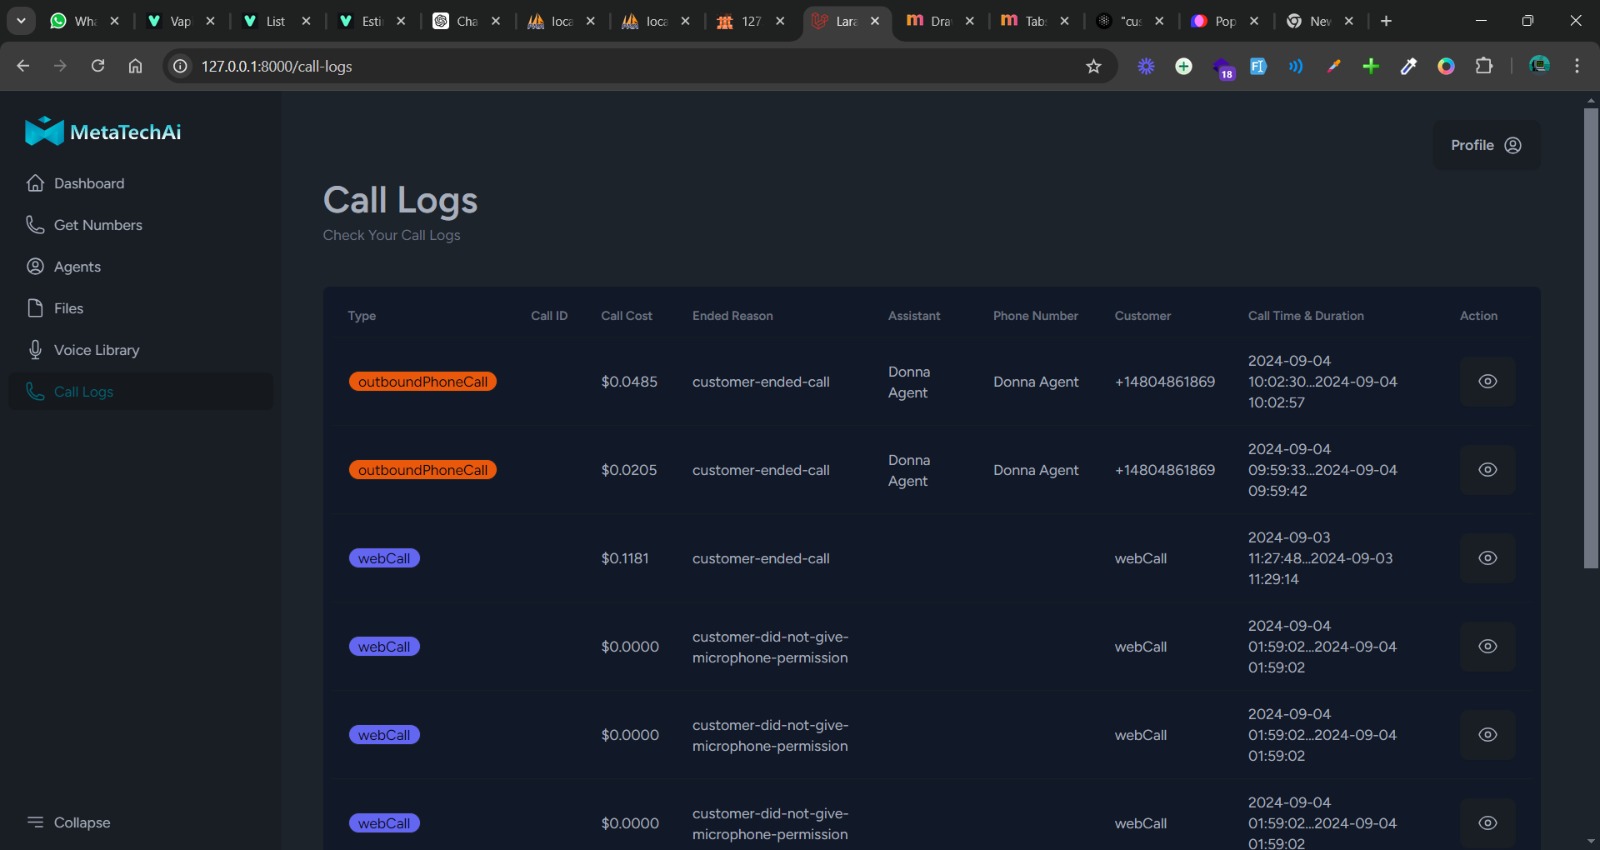 Wha
Vap
List
Esti
Cha
loca
loca
127
Lara
Dra
Tab
"cus
Pop
New
127.0.0.1:8000/call-logs
18
MetaTechAi
Profile
Dashboard
Get Numbers
Agents
Files
Voice Library
Call Logs
Collapse
Call Logs
Check Your Call Logs
Type Call ID Call Cost Ended Reason Assistant Phone Number Customer Call Time & Duration Action
outboundPhoneCall $0.0485 customer-ended-call Donna Agent Donna Agent +14804861869 2024-09-04 10:02:30...2024-09-04 10:02:57
outboundPhoneCall $0.0205 customer-ended-call Donna Agent Donna Agent +14804861869 2024-09-04 09:59:33...2024-09-04 09:59:42
webCall $0.1181 customer-ended-call webCall 2024-09-03 11:27:48...2024-09-03 11:29:14
webCall $0.0000 customer-did-not-give-microphone-permission webCall 2024-09-04 01:59:02...2024-09-04 01:59:02
webCall $0.0000 customer-did-not-give-microphone-permission webCall 2024-09-04 01:59:02...2024-09-04 01:59:02
webCall $0.0000 customer-did-not-give-microphone-permission webCall 2024-09-04 01:59:02...2024-09-04 01:59:02